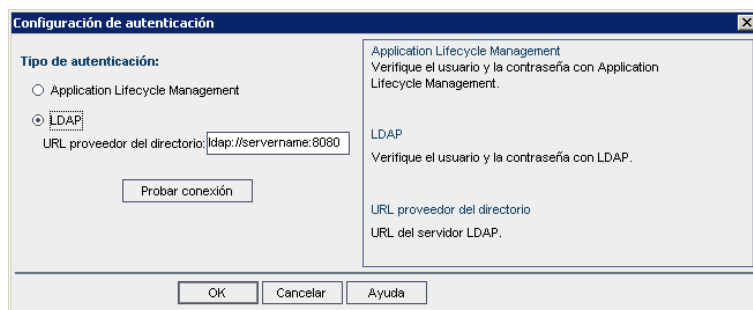 Configuración de autenticación
Tipo de autenticación:
Application Lifecycle Management
LDAP
URL proveedor del directorio: ldap://servername:8080
Probar conexión
Application Lifecycle Management
Verifique el usuario y la contraseña con Application
Lifecycle Management.
LDAP
Verifique el usuario y la contraseña con LDAP.
URL proveedor del directorio
URL del servidor LDAP.
OK
Cancelar
Ayuda